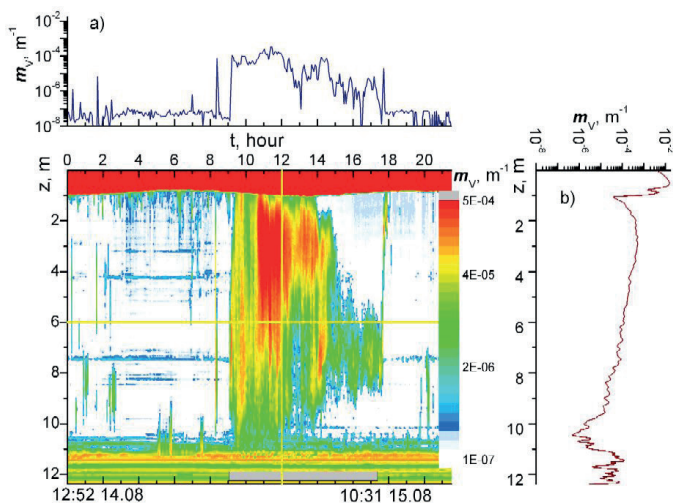 a)
m_V, m⁻¹
10⁻²
10⁻⁴
10⁻⁶
10⁻⁸
t, hour
0 2 4 6 8 10 12 14 16 18 20
z, m
2
4
6
8
10
12
12:52 14.08 10:31 15.08
m_V, m⁻¹
5E-04
4E-05
2E-06
1E-07
m_V, m⁻¹
10⁻⁸ 10⁻⁶ 10⁻⁴ 10⁻²
b)
z, m
2
4
6
8
10
12